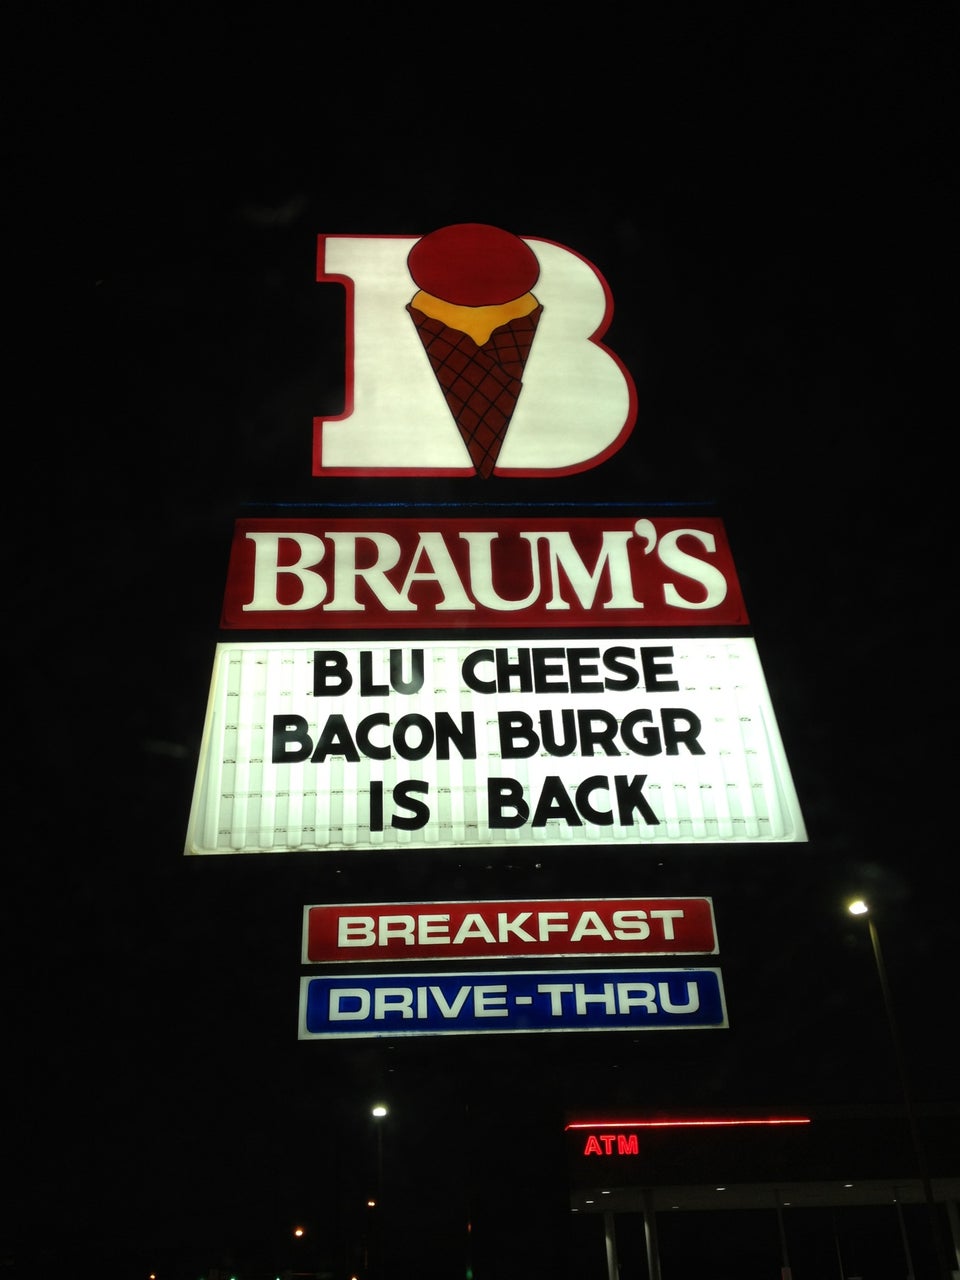 B
BRAUM'S
BLU CHEESE
BACON BURGR
IS BACK
BREAKFAST
DRIVE-THRU
ATM